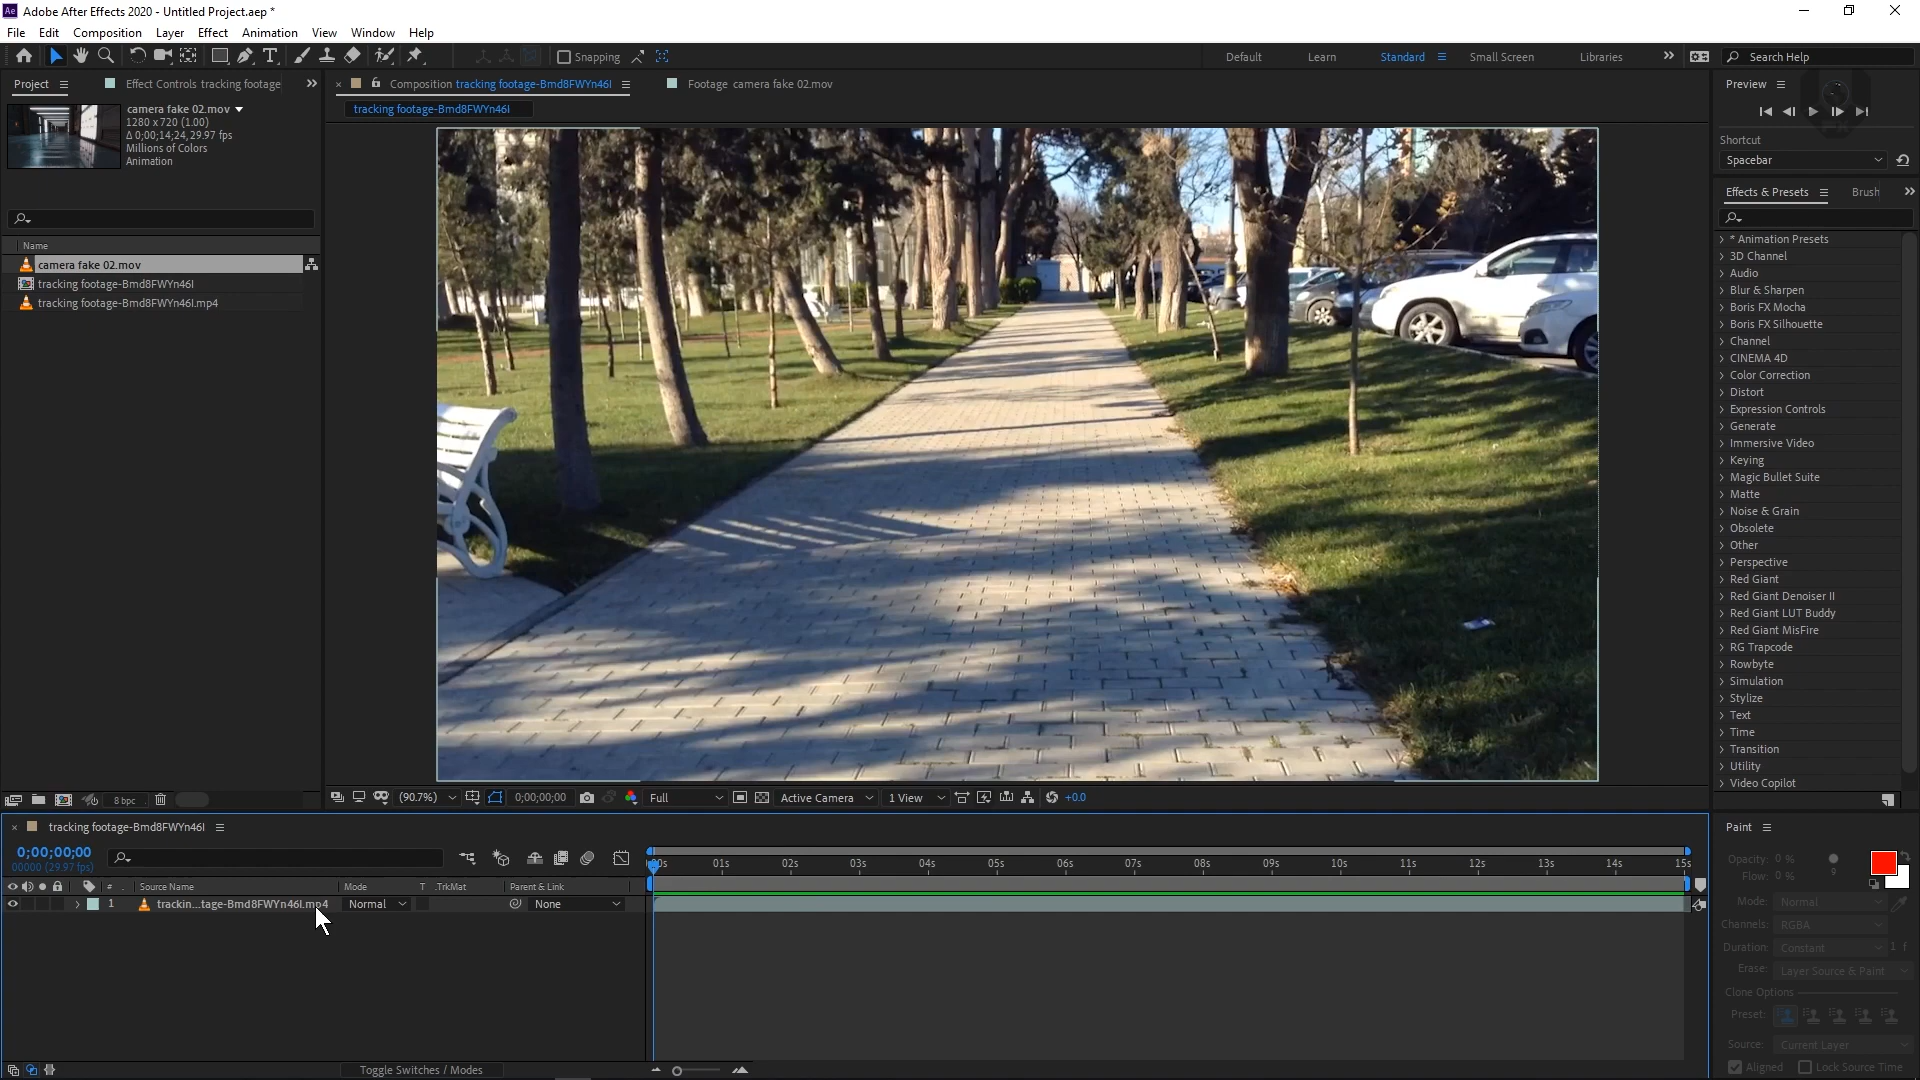 Adobe After Effects 2020 - Untitled Project.aep *
File Edit Composition Layer Effect Animation View Window Help
Snapping
Default Learn Standard Small Screen Libraries
Search Help
Project Effect Controls tracking footage
Composition tracking footage-Bmd8FWYn46I
Footage camera fake 02.mov
Preview
camera fake 02.mov
1280 x 720 (1.00)
Δ 0;00;14;24, 29.97 fps
Millions of Colors
Animation
tracking footage-Bmd8FWYn46I
Shortcut
Spacebar
Effects & Presets Brush
Name
camera fake 02.mov
tracking footage-Bmd8FWYn46I
tracking footage-Bmd8FWYn46I.mp4
* Animation Presets
3D Channel
Audio
Blur & Sharpen
Boris FX Mocha
Boris FX Silhouette
Channel
CINEMA 4D
Color Correction
Distort
Expression Controls
Generate
Immersive Video
Keying
Magic Bullet Suite
Matte
Noise & Grain
Obsolete
Other
Perspective
Red Giant
Red Giant Denoiser II
Red Giant LUT Buddy
Red Giant MisFire
RG Trapcode
Rowbyte
Simulation
Stylize
Text
Time
Transition
Utility
Video Copilot
8 bpc
(90.7%) 0;00;00;00 Full Active Camera 1 View +0.0
tracking footage-Bmd8FWYn46I
0;00;00;00
00000 (29.97 fps)
:00s 01s 02s 03s 04s 05s 06s 07s 08s 09s 10s 11s 12s 13s 14s 15s
# Source Name Mode T .TrkMat Parent & Link
1 trackin...tage-Bmd8FWYn46I.mp4 Normal None
Toggle Switches / Modes
Paint
Opacity: 0 %
Flow: 0 %
9
Mode: Normal
Channels: RGBA
Duration: Constant 1 f
Erase: Layer Source & Paint
Clone Options
Preset:
Source: Current Layer
Aligned Lock Source Time